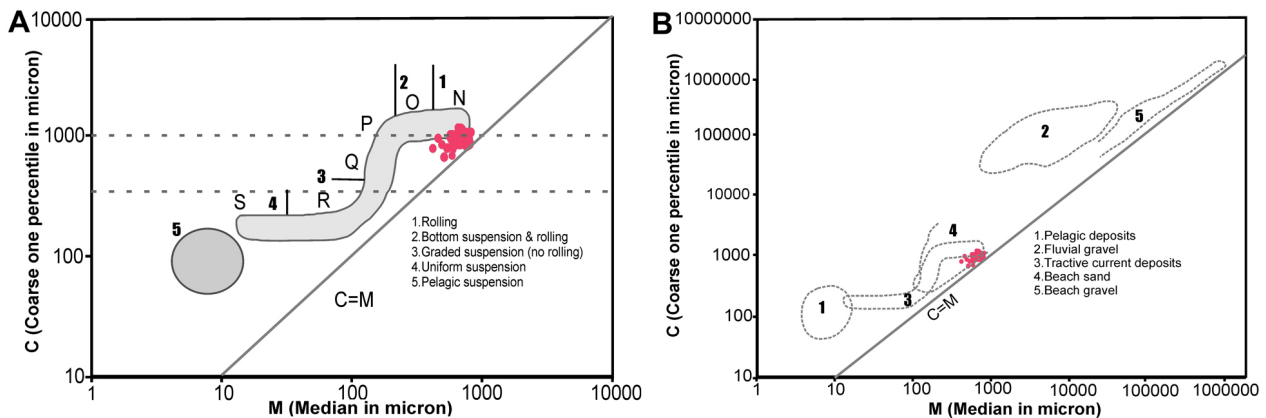 A
C (Coarse one percentile in micron)
10000
1000
100
10
1
10
100
1000
10000
M (Median in micron)
2
1
O
N
P
Q
3
S
4
R
5
1.Rolling
2.Bottom suspension & rolling
3.Graded suspension (no rolling)
4.Uniform suspension
5.Pelagic suspension
C=M
B
C (Coarse one percentile in micron)
10000000
1000000
100000
10000
1000
100
10
1
10
100
1000
10000
100000
1000000
M (Median in micron)
2
5
4
1
3
C=M
1.Pelagic deposits
2.Fluvial gravel
3.Tractive current deposits
4.Beach sand
5.Beach gravel